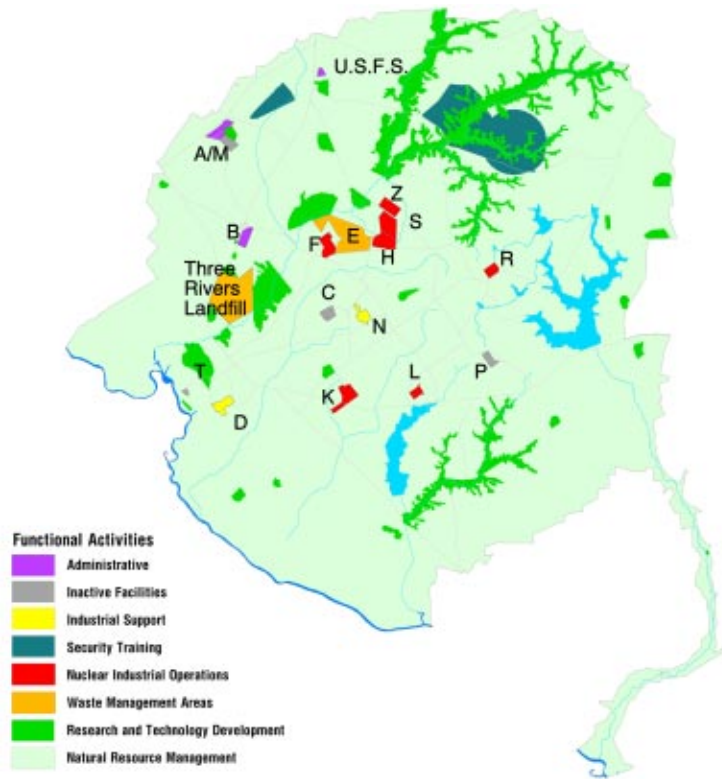 U.S.F.S.
A/M
Z
S
B
E
F
H
R
Three
Rivers
Landfill
C
N
T
P
L
K
D
Functional Activities
Administrative
Inactive Facilities
Industrial Support
Security Training
Nuclear Industrial Operations
Waste Management Areas
Research and Technology Development
Natural Resource Management